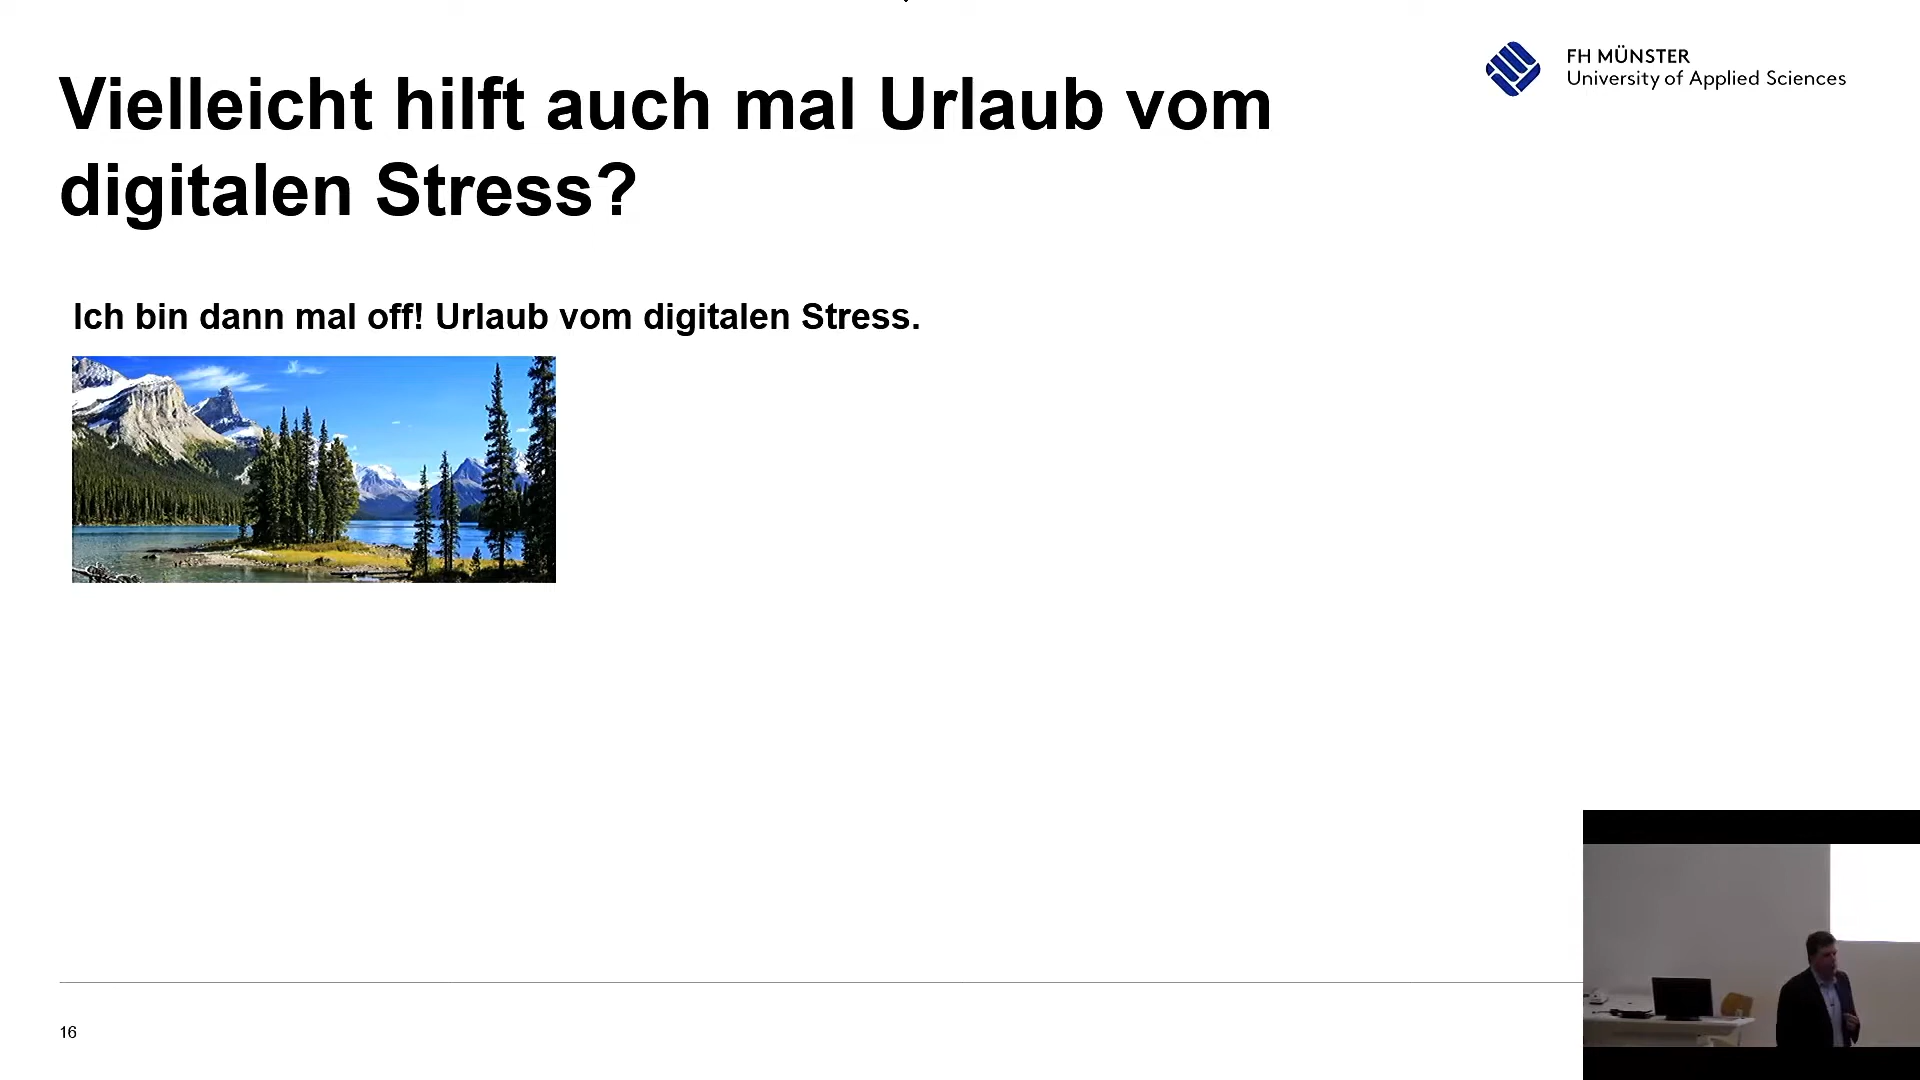 Vielleicht hilft auch mal Urlaub vom
digitalen Stress?
FH MÜNSTER
University of Applied Sciences
Ich bin dann mal off! Urlaub vom digitalen Stress.
16